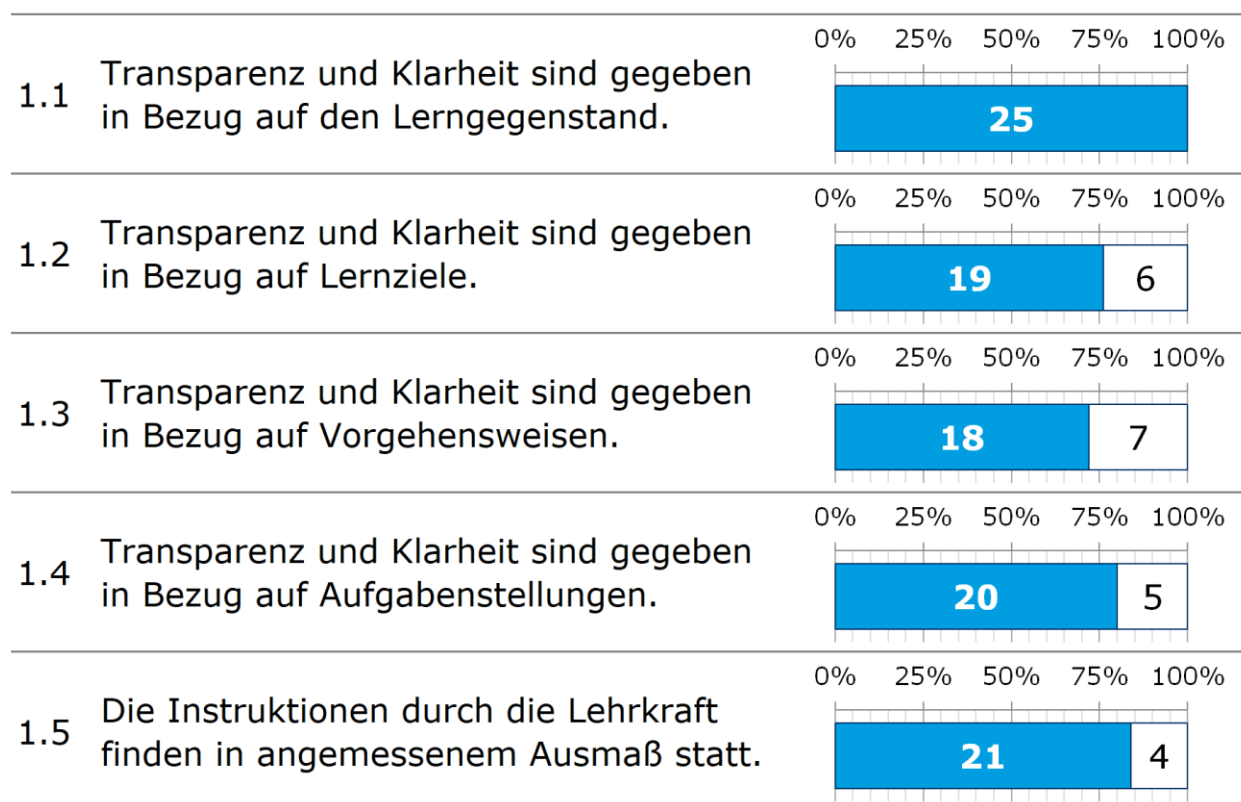 0% 25% 50% 75% 100%
1.1 Transparenz und Klarheit sind gegeben
in Bezug auf den Lerngegenstand.
25
0% 25% 50% 75% 100%
1.2 Transparenz und Klarheit sind gegeben
in Bezug auf Lernziele.
19 6
0% 25% 50% 75% 100%
1.3 Transparenz und Klarheit sind gegeben
in Bezug auf Vorgehensweisen.
18 7
0% 25% 50% 75% 100%
1.4 Transparenz und Klarheit sind gegeben
in Bezug auf Aufgabenstellungen.
20 5
0% 25% 50% 75% 100%
1.5 Die Instruktionen durch die Lehrkraft
finden in angemessenem Ausmaß statt.
21 4